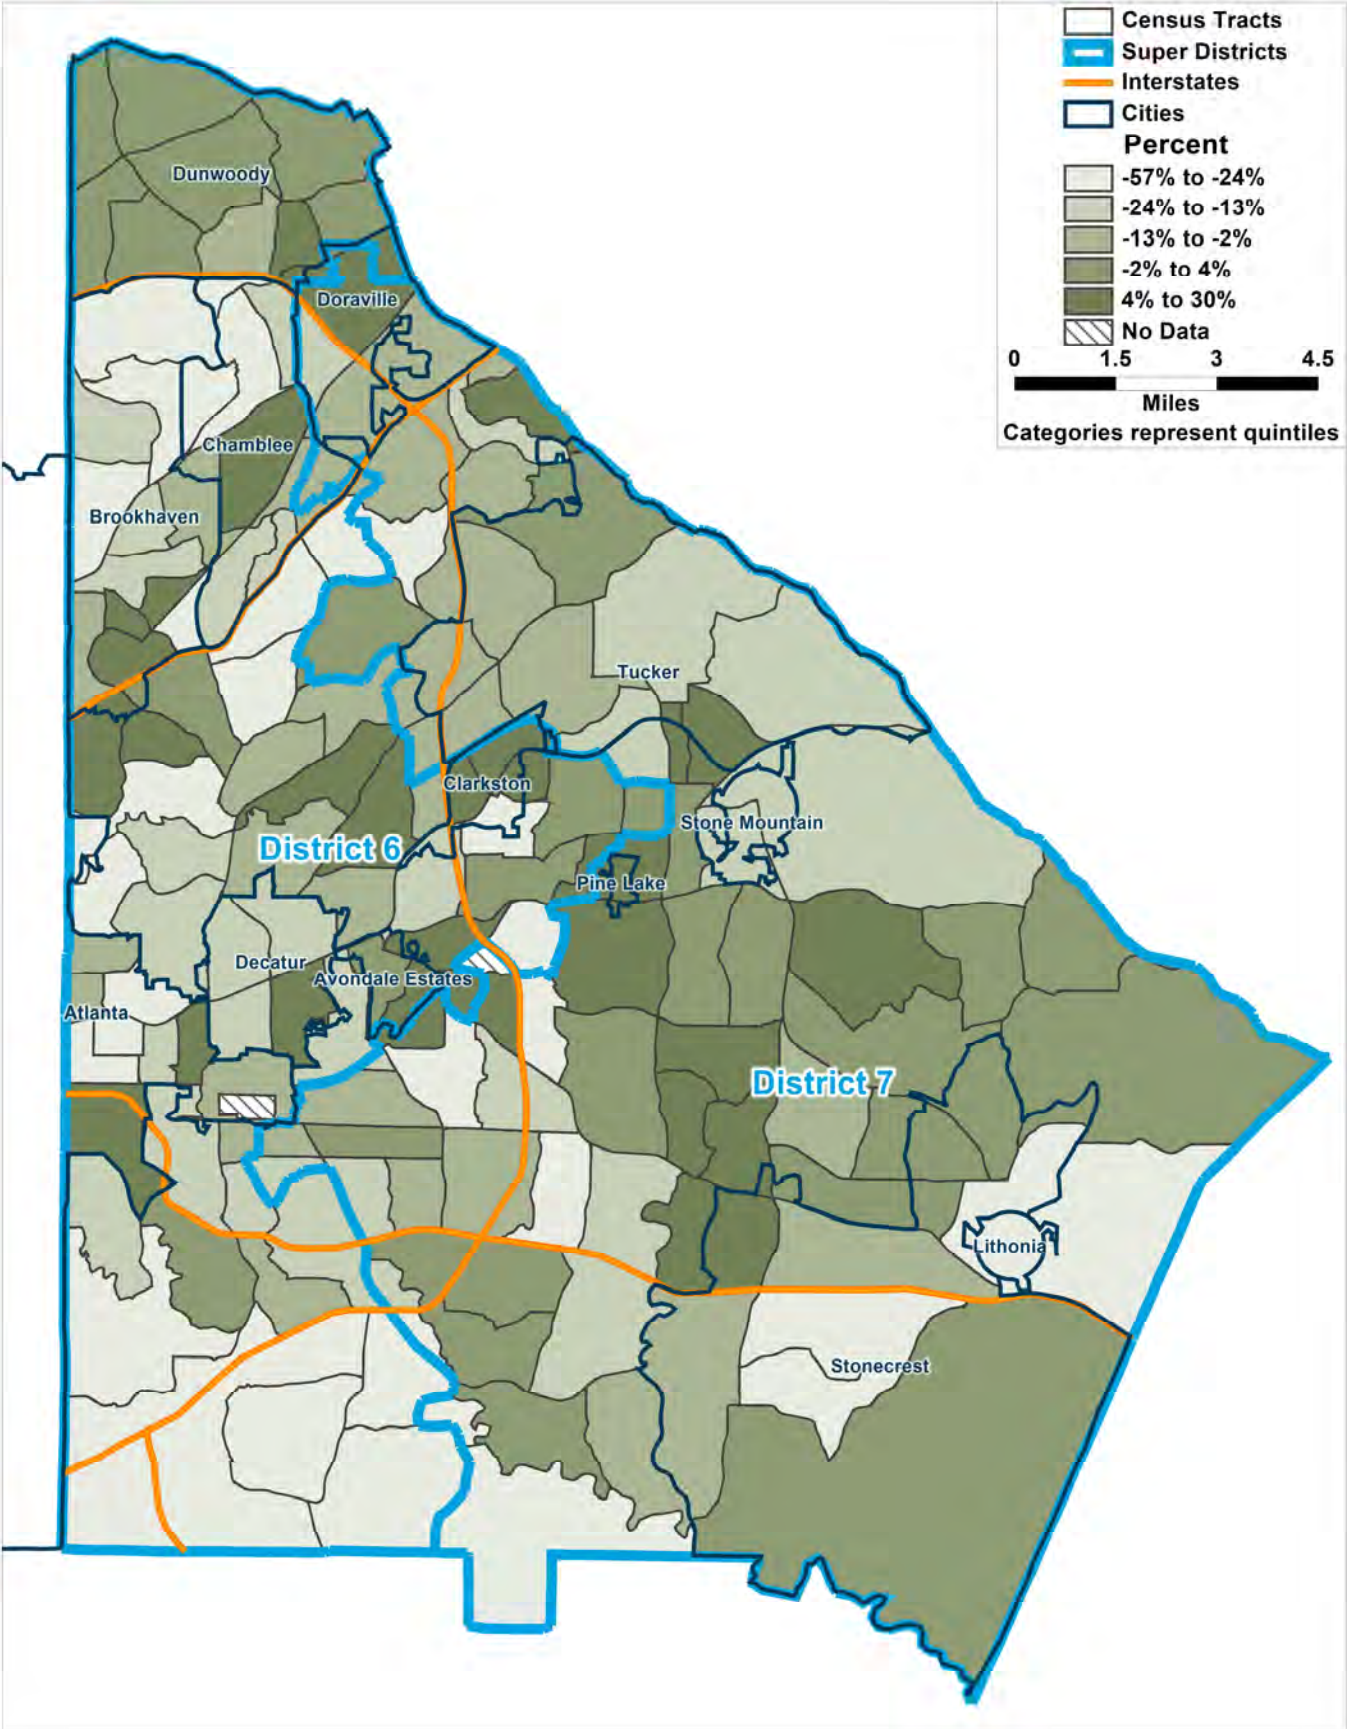 Census Tracts
Super Districts
Interstates
Cities
Percent
-57% to -24%
-24% to -13%
-13% to -2%
-2% to 4%
4% to 30%
No Data
0 1.5 3 4.5
Miles
Categories represent quintiles
Dunwoody
Doraville
Chamblee
Brookhaven
Tucker
Clarkston
Stone Mountain
District 6
Pine Lake
Decatur
Avondale Estates
Atlanta
District 7
Lithonia
Stonecrest